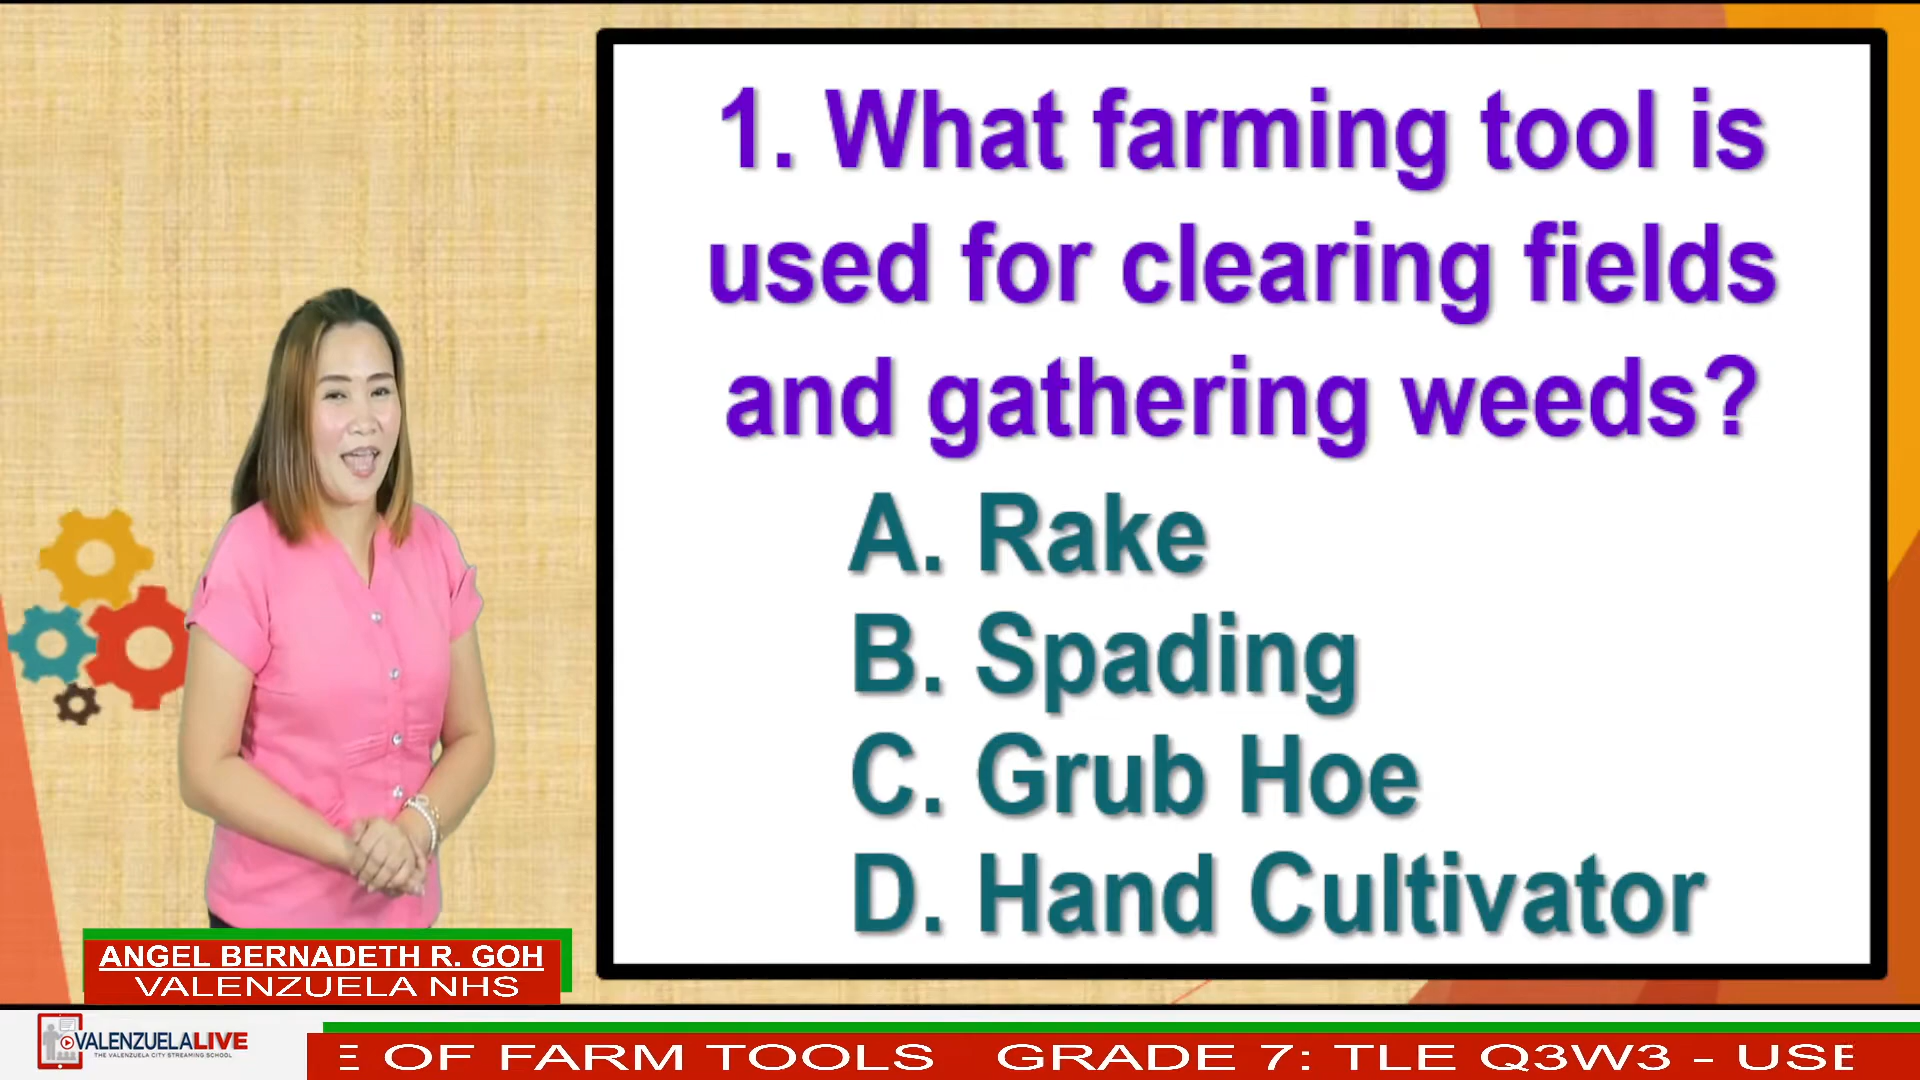 1. What farming tool is
used for clearing fields
and gathering weeds?
A. Rake
B. Spading
C. Grub Hoe
D. Hand Cultivator
ANGEL BERNADETH R. GOH
VALENZUELA NHS
VALENZUELALIVE
THE VALENZUELA CITY STREAMING SCHOOL
E OF FARM TOOLS GRADE 7: TLE Q3W3 - USE